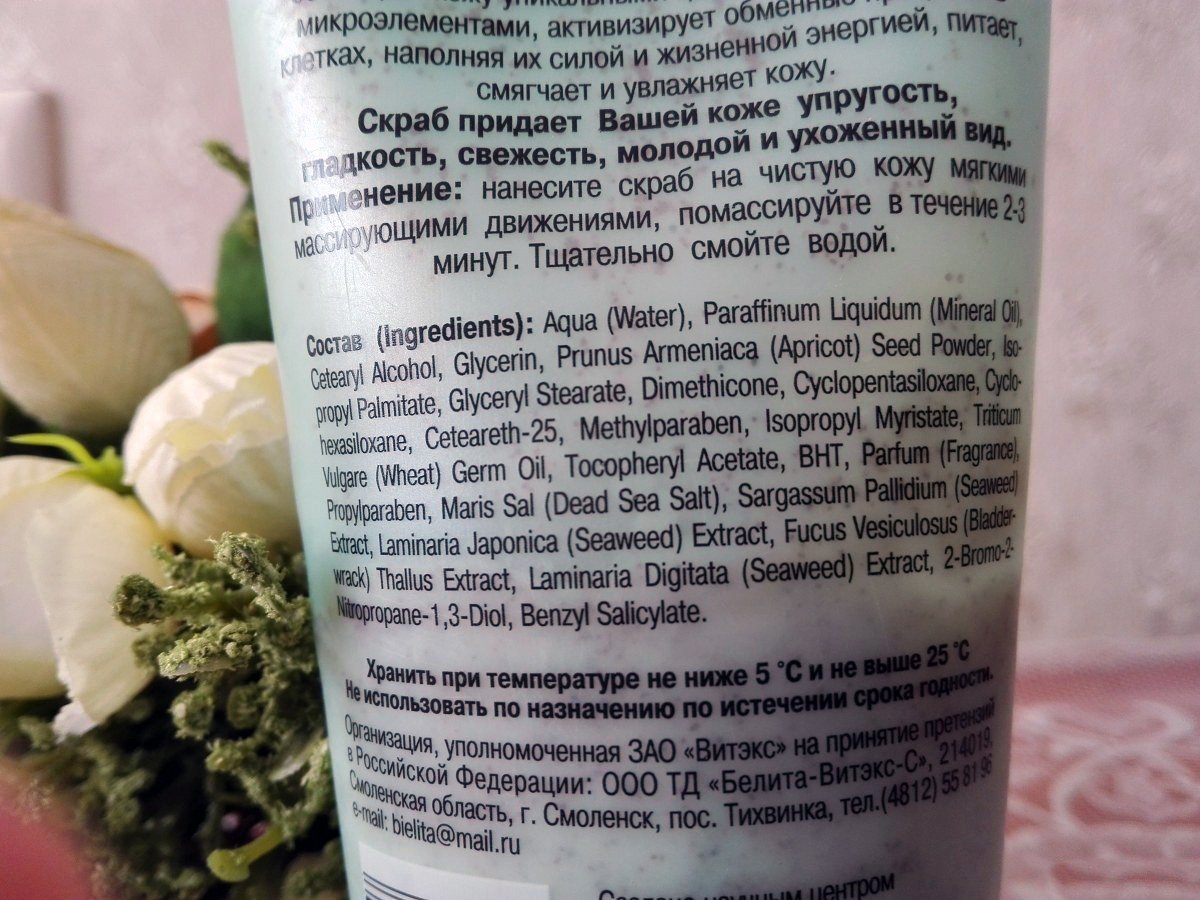 кожу
микроэлементами, активизирует обменные
клетках, наполняя их силой и жизненной энергией, питает,
смягчает и увлажняет кожу.
Скраб придает Вашей коже упругость,
гладкость, свежесть, молодой и ухоженный вид.
Применение: нанесите скраб на чистую кожу мягкими
массирующими движениями, помассируйте в течение 2-3
минут. Тщательно смойте водой.
Состав (Ingredients): Aqua (Water), Paraffinum Liquidum (Mineral Oil),
Cetearyl Alcohol, Glycerin, Prunus Armeniaca (Apricot) Seed Powder, Iso-
propyl Palmitate, Glyceryl Stearate, Dimethicone, Cyclopentasiloxane, Cyclo-
hexasiloxane, Ceteareth-25, Methylparaben, Isopropyl Myristate, Triticum
Vulgare (Wheat) Germ Oil, Tocopheryl Acetate, BHT, Parfum (Fragrance),
Propylparaben, Maris Sal (Dead Sea Salt), Sargassum Pallidium (Seaweed)
Extract, Laminaria Japonica (Seaweed) Extract, Fucus Vesiculosus (Bladder-
wrack) Thallus Extract, Laminaria Digitata (Seaweed) Extract, 2-Bromo-2-
Nitropropane-1,3-Diol, Benzyl Salicylate.
Хранить при температуре не ниже 5 °C и не выше 25 °C
Не использовать по назначению по истечении срока годности.
Организация, уполномоченная ЗАО «Витэкс» на принятие претензий
в Российской Федерации: ООО ТД «Белита-Витэкс-С», 214019,
Смоленская область, г. Смоленск, пос. Тихвинка, тел.(4812) 55 81 96
e-mail: bielita@mail.ru
Создано научным центром